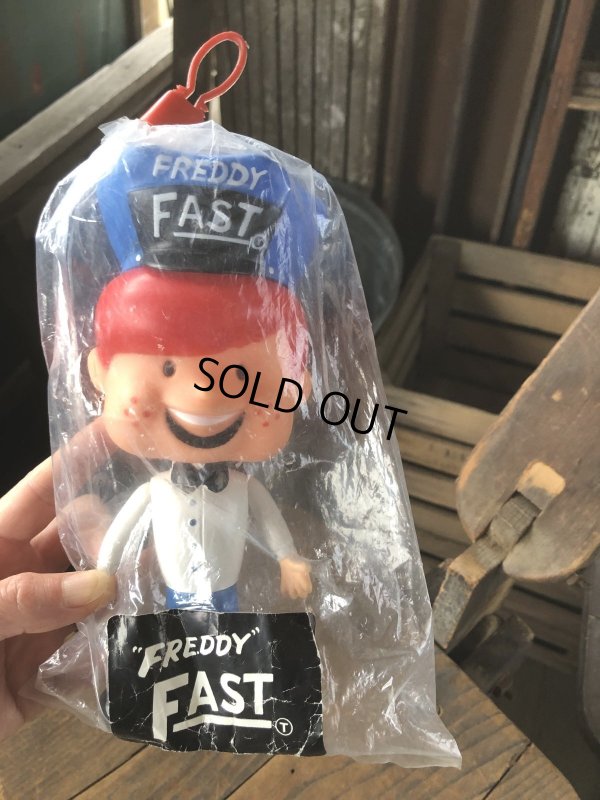 FREDDY
FAST ©
SOLD OUT
"FREDDY"
FAST Ⓣ